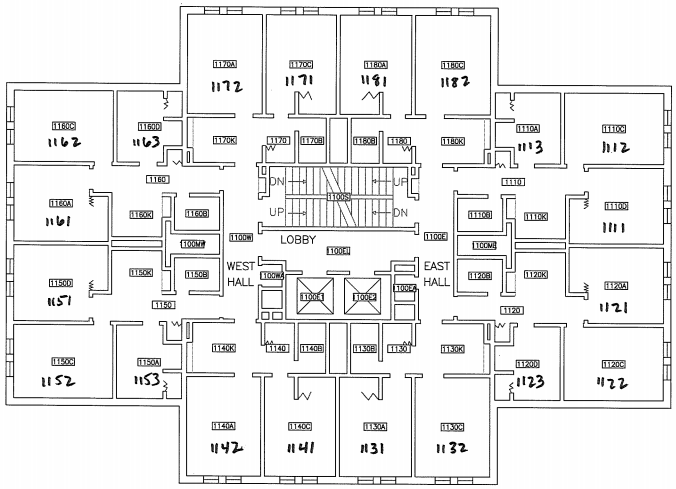 1170A 1170C 1180A 1180C
1172 1171 1181 1182
1160C 1160D 1110A 1110C
1162 1163 1113 1112
1170K 1170 1170B 1180B 1180 1180K
1160 1110
DN UP
1160A 1100S 1110D
1161 1160K 1160B 1110B 1110K 1111
UP DN
1100W LOBBY 1100E
1100MW 1100EL 1100ME
1150D 1150K 1150B WEST HALL 1100WA EAST HALL 1120B 1120K 1120A
1151 1100E1 1100E2 1100EA 1121
1150 1120
1150C 1150A 1140K 1140 1140B 1130B 1130 1130K 1120D 1120C
1152 1153 1123 1122
1140A 1140C 1130A 1130C
1142 1141 1131 1132